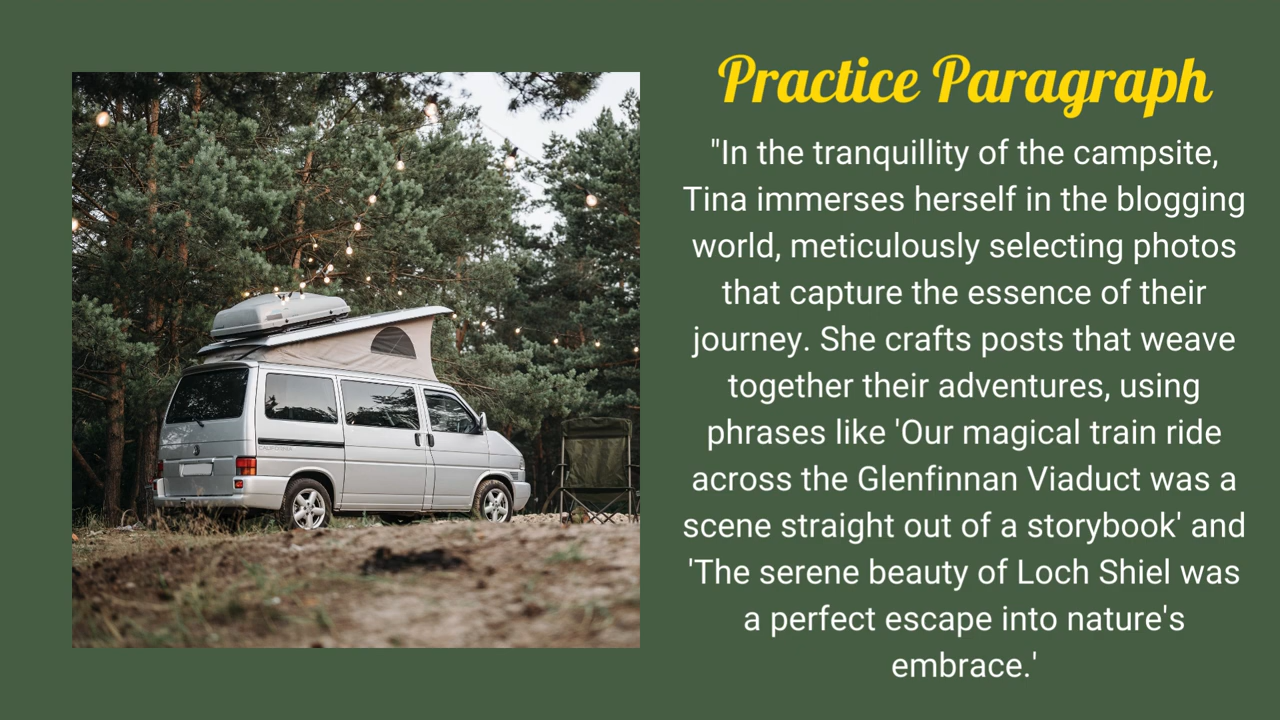 Practice Paragraph
"In the tranquillity of the campsite,
Tina immerses herself in the blogging
world, meticulously selecting photos
that capture the essence of their
journey. She crafts posts that weave
together their adventures, using
phrases like 'Our magical train ride
across the Glenfinnan Viaduct was a
scene straight out of a storybook' and
'The serene beauty of Loch Shiel was
a perfect escape into nature's
embrace.'